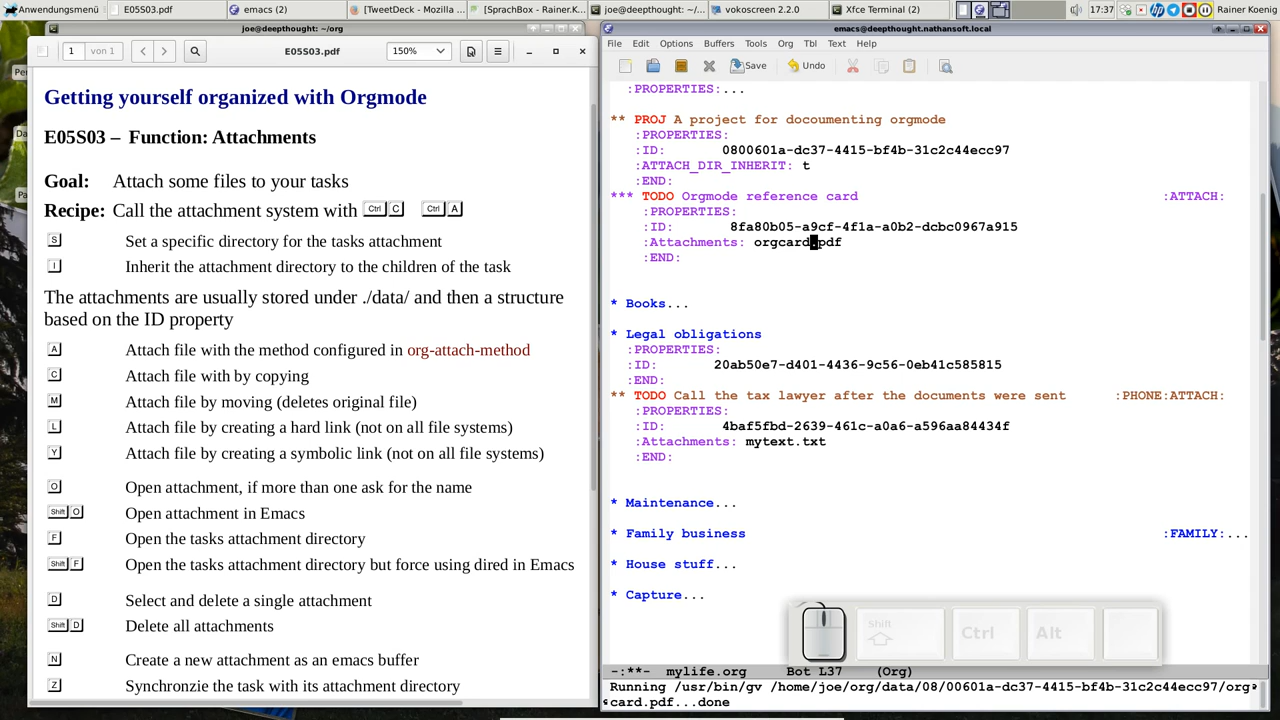 Anwendungsmenü
E05S03.pdf
emacs (2)
[TweetDeck - Mozilla ...
[SprachBox - Rainer.K...
joe@deepthought: ~/...
vokoscreen 2.2.0
Xfce Terminal (2)
17:37
Rainer Koenig
joe@deepthought: ~/org
1 von 1
E05S03.pdf
150%
Getting yourself organized with Orgmode
E05S03 – Function: Attachments
Goal: Attach some files to your tasks
Recipe: Call the attachment system with Ctrl C Ctrl A
S Set a specific directory for the tasks attachment
I Inherit the attachment directory to the children of the task
The attachments are usually stored under ./data/ and then a structure
based on the ID property
A Attach file with the method configured in org-attach-method
C Attach file with by copying
M Attach file by moving (deletes original file)
L Attach file by creating a hard link (not on all file systems)
Y Attach file by creating a symbolic link (not on all file systems)
O Open attachment, if more than one ask for the name
Shift O Open attachment in Emacs
F Open the tasks attachment directory
Shift F Open the tasks attachment directory but force using dired in Emacs
D Select and delete a single attachment
Shift D Delete all attachments
N Create a new attachment as an emacs buffer
Z Synchronzie the task with its attachment directory
emacs@deepthought.nathansoft.local
File Edit Options Buffers Tools Org Tbl Text Help
Save Undo
:PROPERTIES:...
** PROJ A project for docoumenting orgmode
:PROPERTIES:
:ID: 0800601a-dc37-4415-bf4b-31c2c44ecc97
:ATTACH_DIR_INHERIT: t
:END:
*** TODO Orgmode reference card :ATTACH:
:PROPERTIES:
:ID: 8fa80b05-a9cf-4f1a-a0b2-dcbc0967a915
:Attachments: orgcard.pdf
:END:
* Books...
* Legal obligations
:PROPERTIES:
:ID: 20ab50e7-d401-4436-9c56-0eb41c585815
:END:
** TODO Call the tax lawyer after the documents were sent :PHONE:ATTACH:
:PROPERTIES:
:ID: 4baf5fbd-2639-461c-a0a6-a596aa84434f
:Attachments: mytext.txt
:END:
* Maintenance...
* Family business :FAMILY:...
* House stuff...
* Capture...
Shift Ctrl Alt
-:**- mylife.org Bot L37 (Org)
Running /usr/bin/gv /home/joe/org/data/08/00601a-dc37-4415-bf4b-31c2c44ecc97/org
card.pdf...done